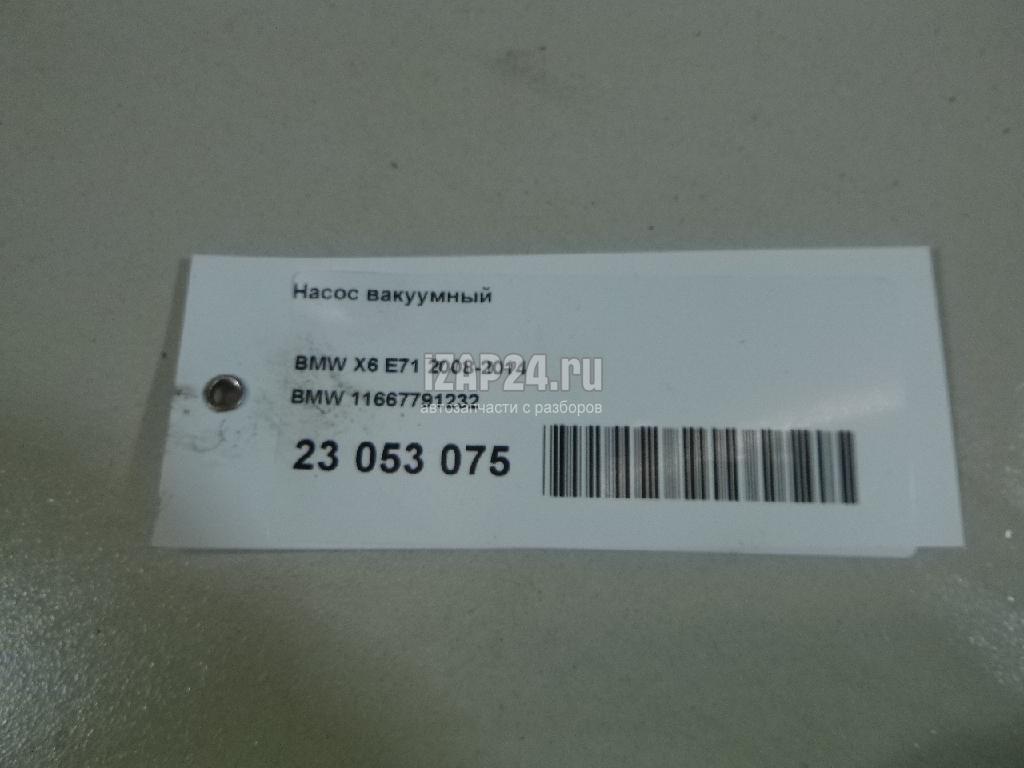 Насос вакуумный
BMW X6 E71 2008-2014
iZAP24.ru
BMW 11667791232
автозапчасти с разборов
23 053 075